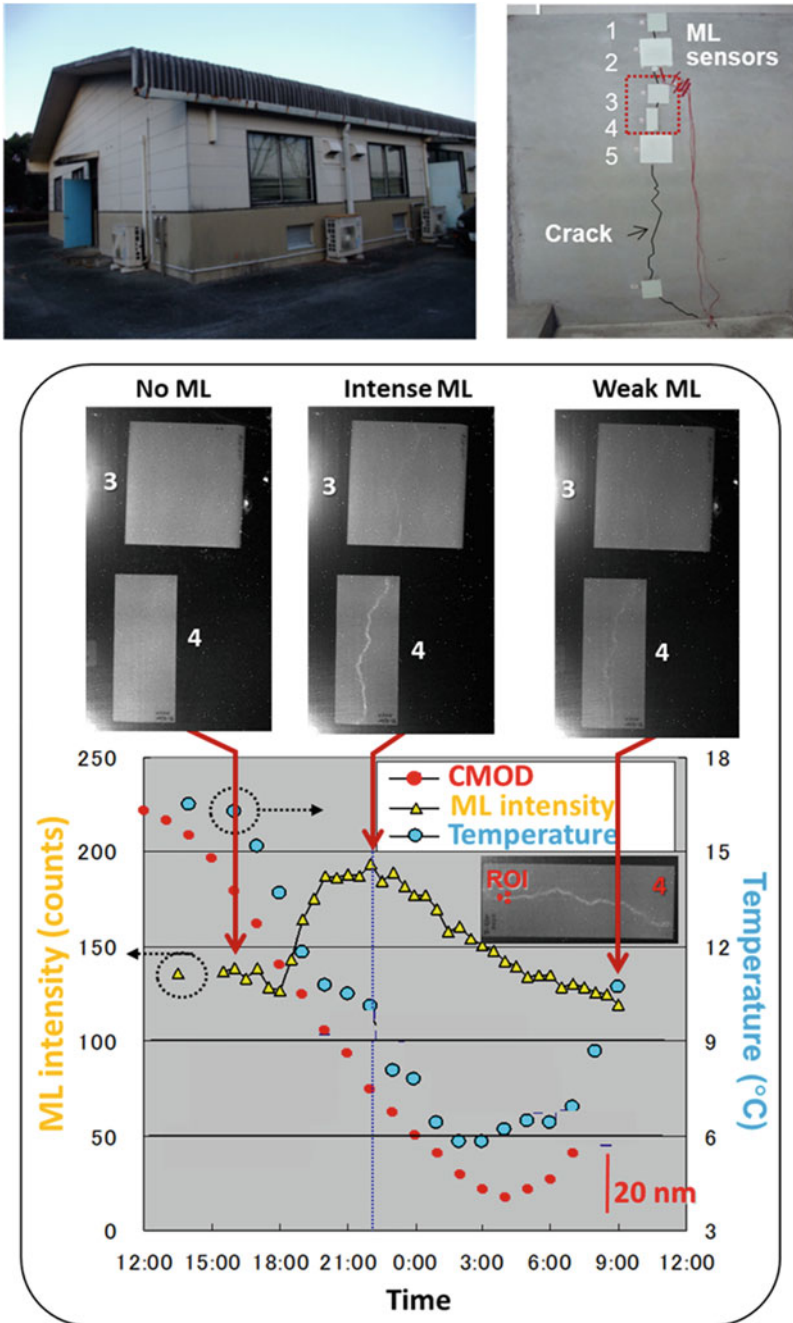 1
ML
2
sensors
3
4
5
Crack
No ML
Intense ML
Weak ML
3
4
3
4
3
4
250
200
150
100
50
0
ML intensity (counts)
CMOD
ML intensity
Temperature
ROI
4
20 nm
18
15
12
9
6
3
Temperature (°C)
12:00 15:00 18:00 21:00 0:00 3:00 6:00 9:00 12:00
Time